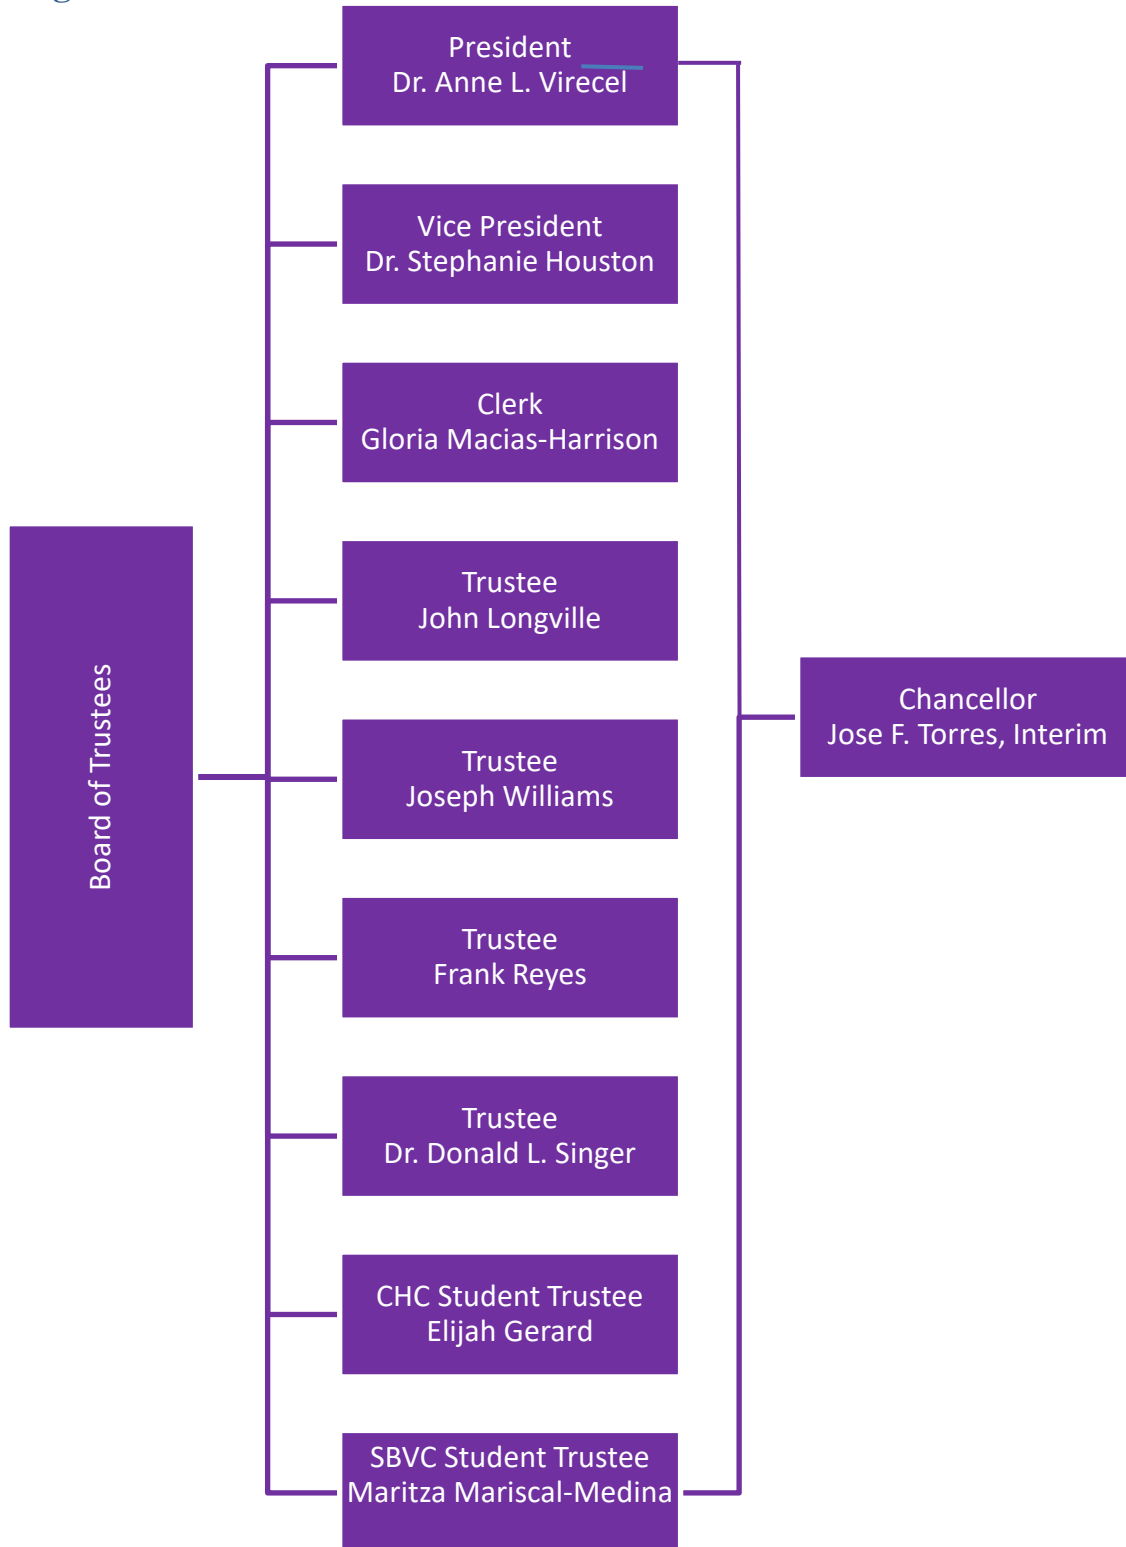 President
Dr. Anne L. Virecel
Vice President
Dr. Stephanie Houston
Clerk
Gloria Macias-Harrison
Trustee
John Longville
Board of Trustees
Trustee
Joseph Williams
Chancellor
Jose F. Torres, Interim
Trustee
Frank Reyes
Trustee
Dr. Donald L. Singer
CHC Student Trustee
Elijah Gerard
SBVC Student Trustee
Maritza Mariscal-Medina